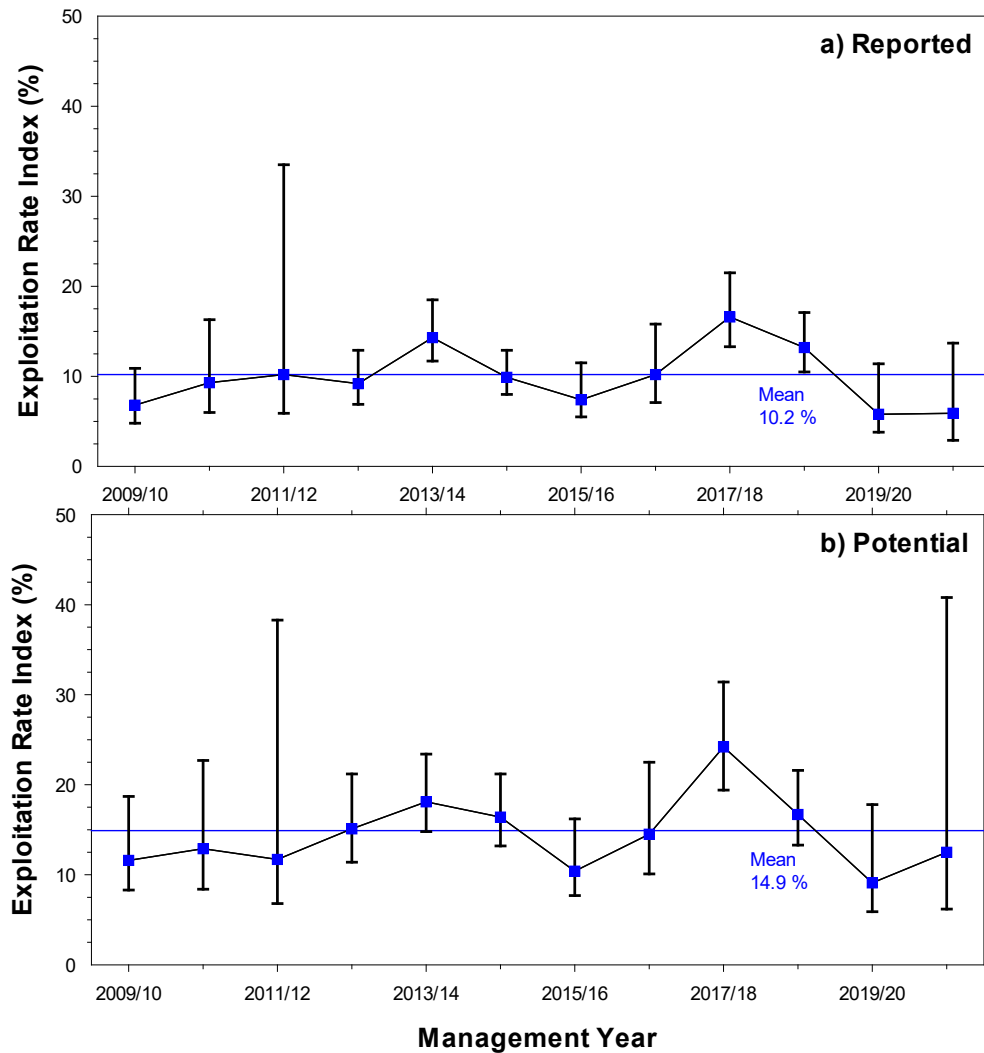 a) Reported
Exploitation Rate Index (%)
50
40
30
20
10
0
Mean
10.2 %
2009/10 2011/12 2013/14 2015/16 2017/18 2019/20
b) Potential
Exploitation Rate Index (%)
50
40
30
20
10
0
Mean
14.9 %
2009/10 2011/12 2013/14 2015/16 2017/18 2019/20
Management Year